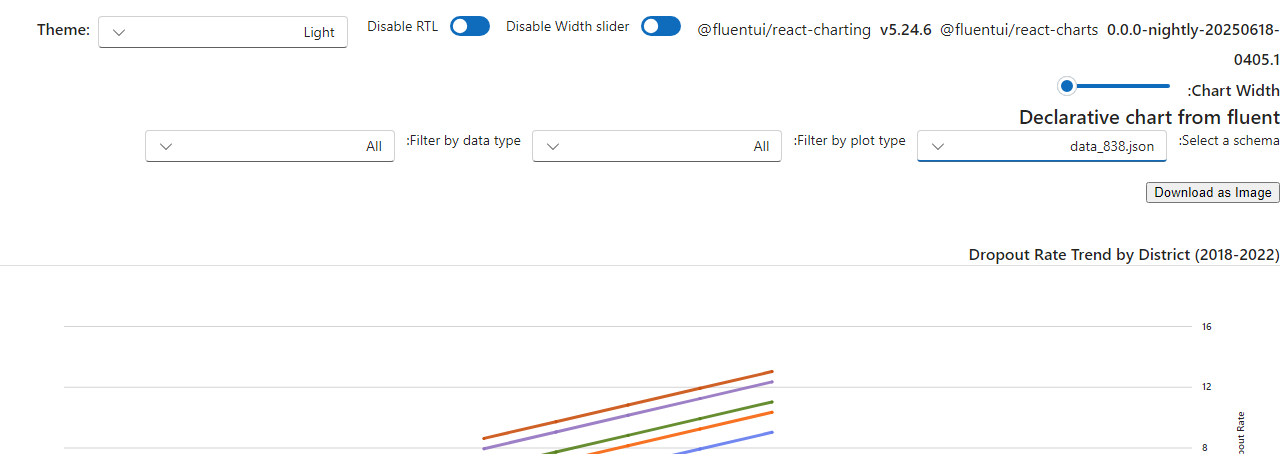 Theme: Light Disable RTL Disable Width slider @fluentui/react-charting v5.24.6 @fluentui/react-charts 0.0.0-nightly-20250618-
0405.1
:Chart Width
Declarative chart from fluent
:Select a schema data_838.json :Filter by plot type All :Filter by data type All
Download as Image
Dropout Rate Trend by District (2018-2022)
16
12
8
Rate